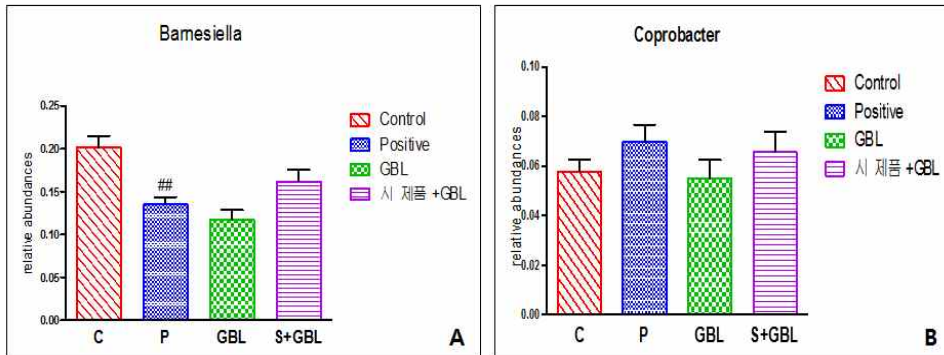 Barnesiella
relative abundances
0.25
0.20
0.15
0.10
0.05
0.00
##
C P GBL S+GBL
Control
Positive
GBL
시 제품 +GBL
A
Coprobacter
relative abundances
0.10
0.08
0.06
0.04
0.02
0.00
C P GBL S+GBL
Control
Positive
GBL
시 제품 +GBL
B